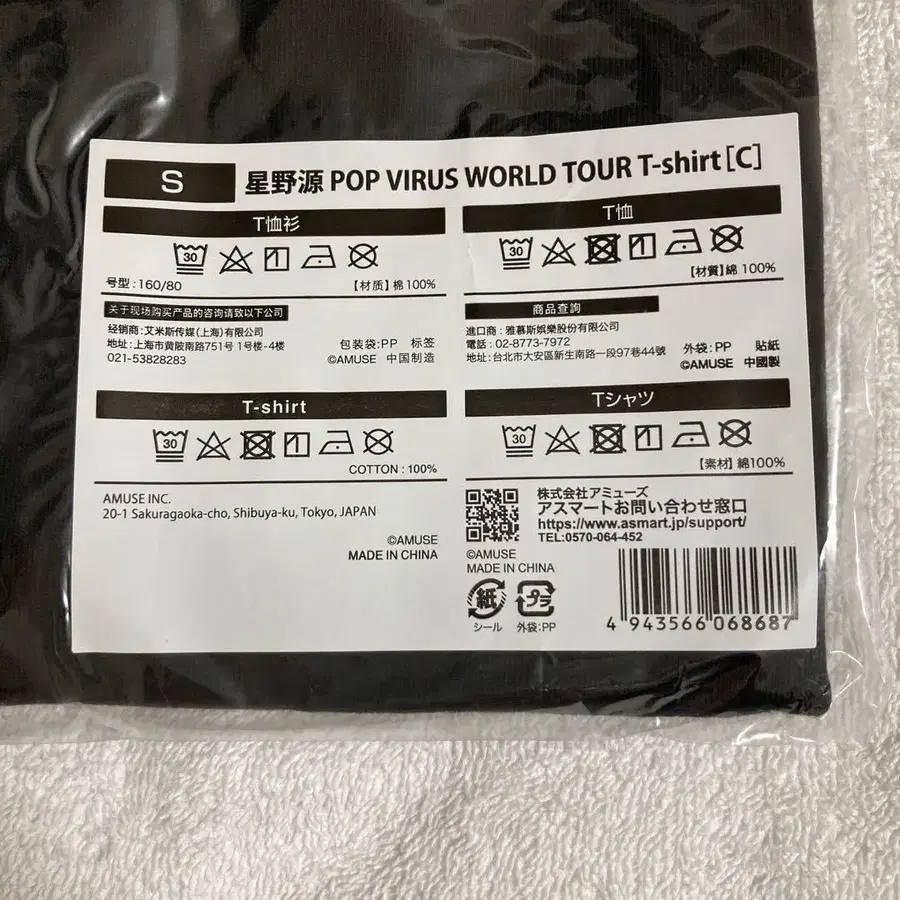 S
星野源 POP VIRUS WORLD TOUR T-shirt[C]
T恤衫
30
号型:160/80
【材质】棉100%
关于现场购买产品的咨询请致以下公司
经销商:艾米斯传媒(上海)有限公司
地址:上海市黄陂南路751号 1号楼-4楼
021-53828283
包装袋:PP 标签
©AMUSE 中国制造
T恤
30
【材質】綿 100%
商品查詢
進口商:雅慕斯娛樂股份有限公司
電話:02-8773-7972
地址:台北市大安區新生南路一段97巷44號
外袋:PP 貼紙
©AMUSE 中國製
T-shirt
30
COTTON : 100%
AMUSE INC.
20-1 Sakuragaoka-cho, Shibuya-ku, Tokyo, JAPAN
©AMUSE
MADE IN CHINA
Tシャツ
30
【素材】綿100%
株式会社アミューズ
アスマートお問い合わせ窓口
https://www.asmart.jp/support/
TEL:0570-064-452
©AMUSE
MADE IN CHINA
紙
シール
プラ
外袋:PP
4 943566 068687